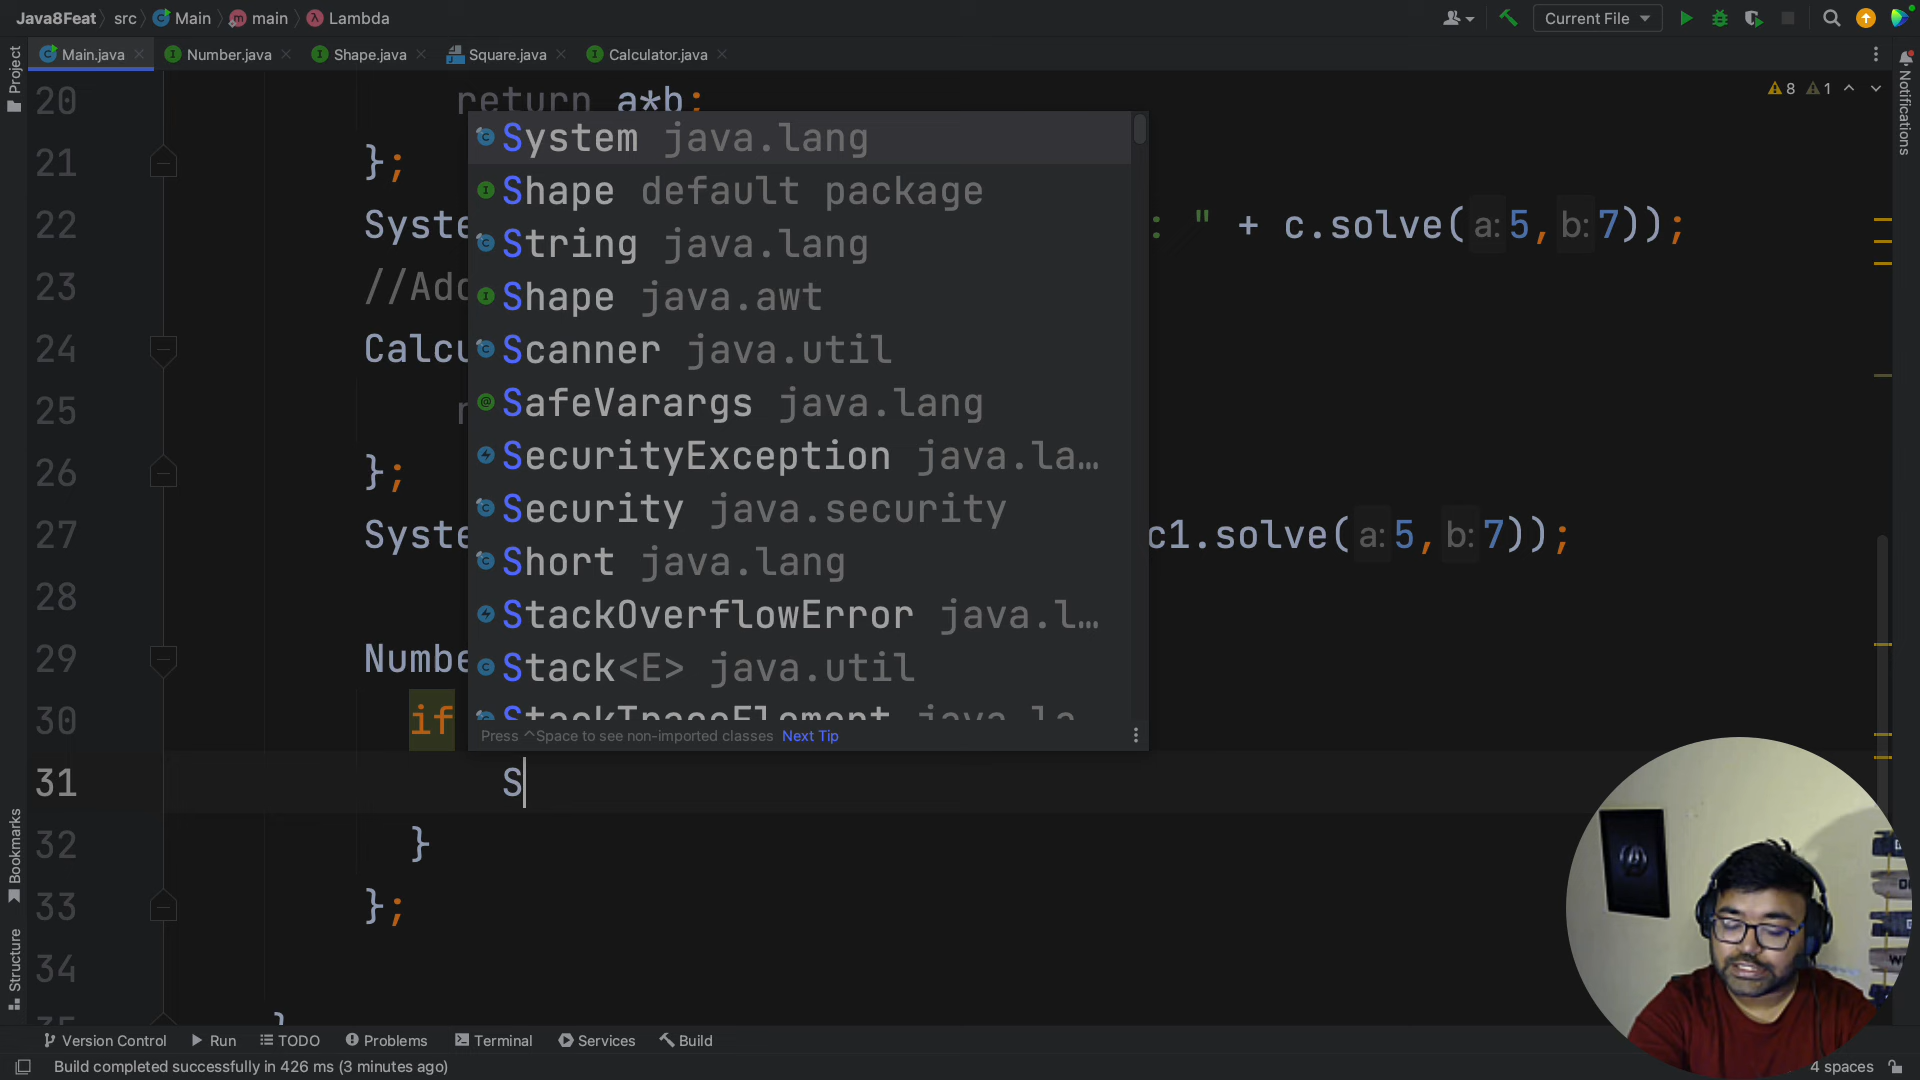 Java8Feat src Main main Lambda Current File
Main.java Number.java Shape.java Square.java Calculator.java
Project
Notifications
8 1
20 return a*b;
21 };
22 Syste : " + c.solve( a: 5, b: 7));
23 //Add
24 Calcu
25 r
26 };
27 Syste c1.solve( a: 5, b: 7));
28
29 Numbe
30 if
31 S
32 }
33 };
34
System java.lang
Shape default package
String java.lang
Shape java.awt
Scanner java.util
SafeVarargs java.lang
SecurityException java.la…
Security java.security
Short java.lang
StackOverflowError java.l…
Stack<E> java.util
StackTraceElement java.la
Press ^Space to see non-imported classes Next Tip
Bookmarks
Structure
Version Control Run TODO Problems Terminal Services Build
Build completed successfully in 426 ms (3 minutes ago) 4 spaces